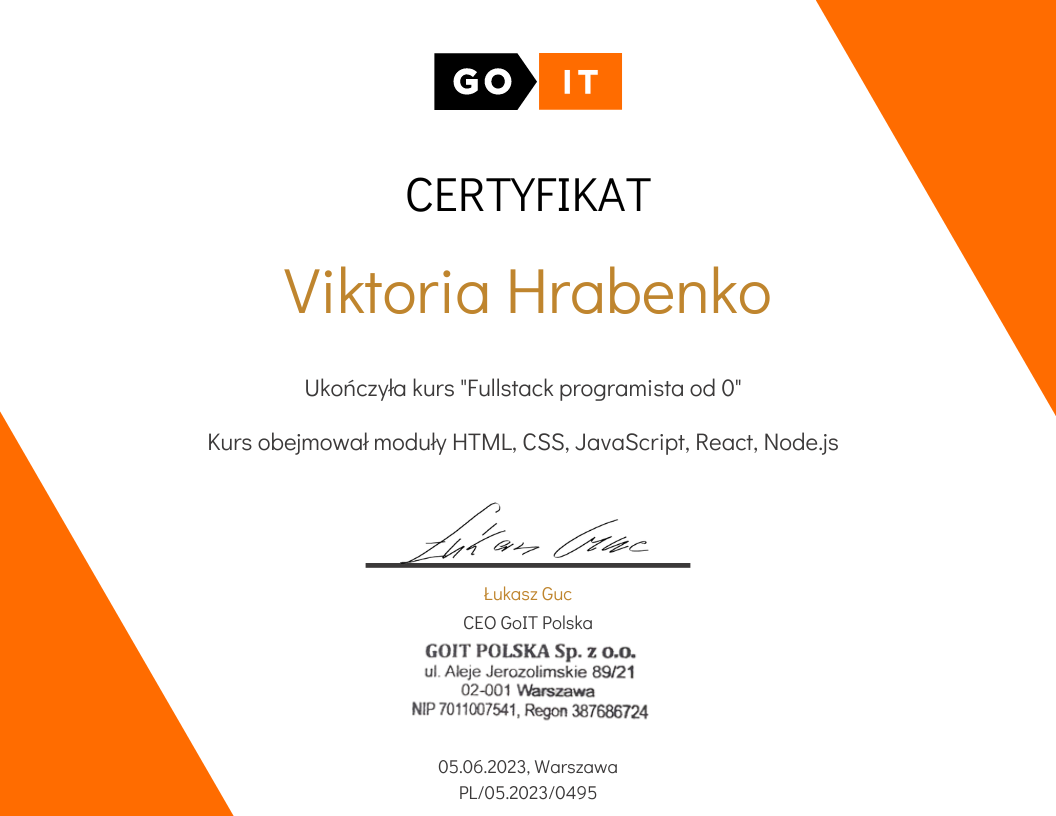 GO IT
CERTYFIKAT
Viktoria Hrabenko
Ukończyła kurs "Fullstack programista od 0"
Kurs obejmował moduły HTML, CSS, JavaScript, React, Node.js
Łukasz Guc
Łukasz Guc
CEO GoIT Polska
GOIT POLSKA Sp. z o.o.
ul. Aleje Jerozolimskie 89/21
02-001 Warszawa
NIP 7011007541, Regon 387686724
05.06.2023, Warszawa
PL/05.2023/0495